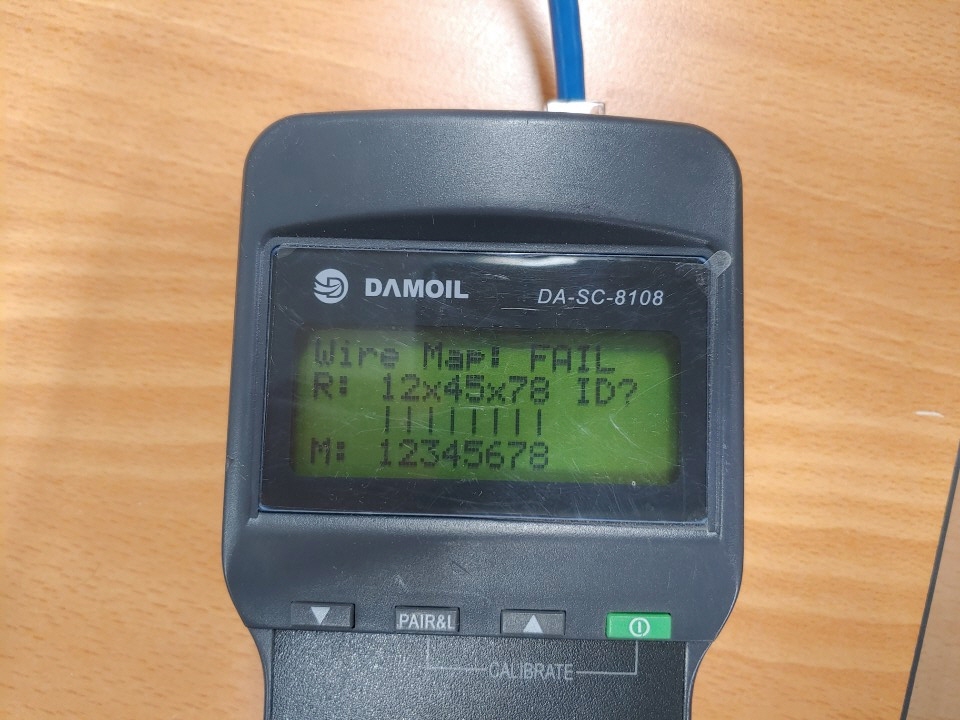 DAMOIL DA-SC-8108
Wire Map: FAIL
R: 12x45x78 ID?
||||||||
M: 12345678
PAIR&L
CALIBRATE